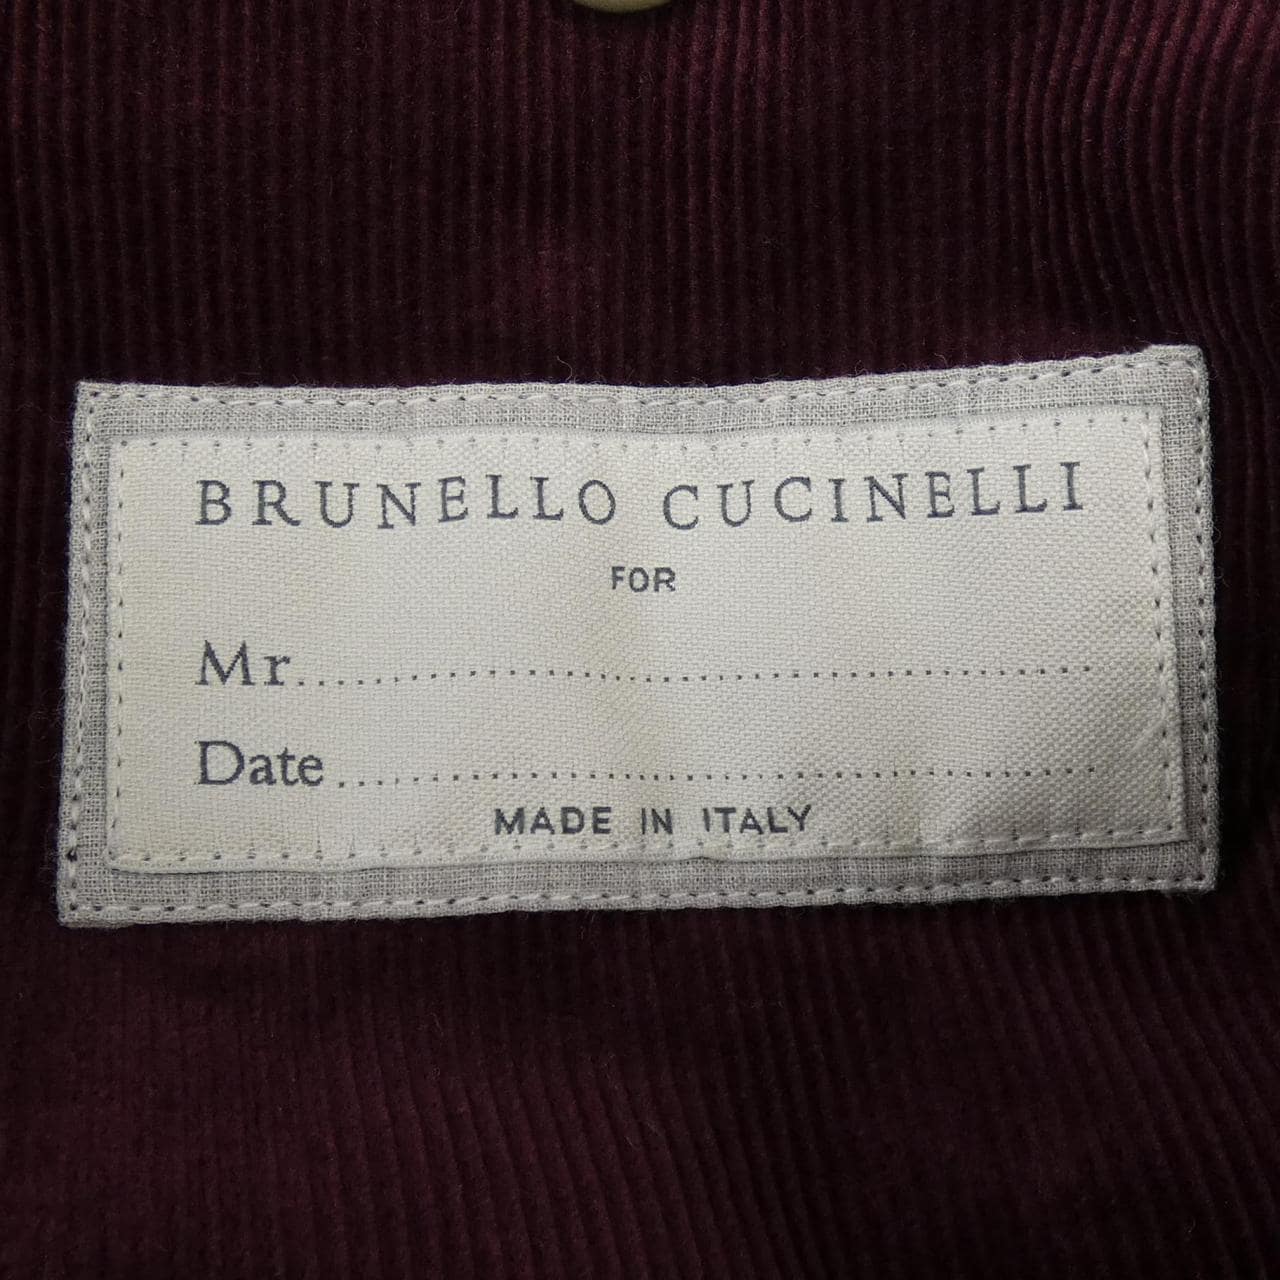 BRUNELLO CUCINELLI
FOR
Mr...............................................
Date.............................................
MADE IN ITALY